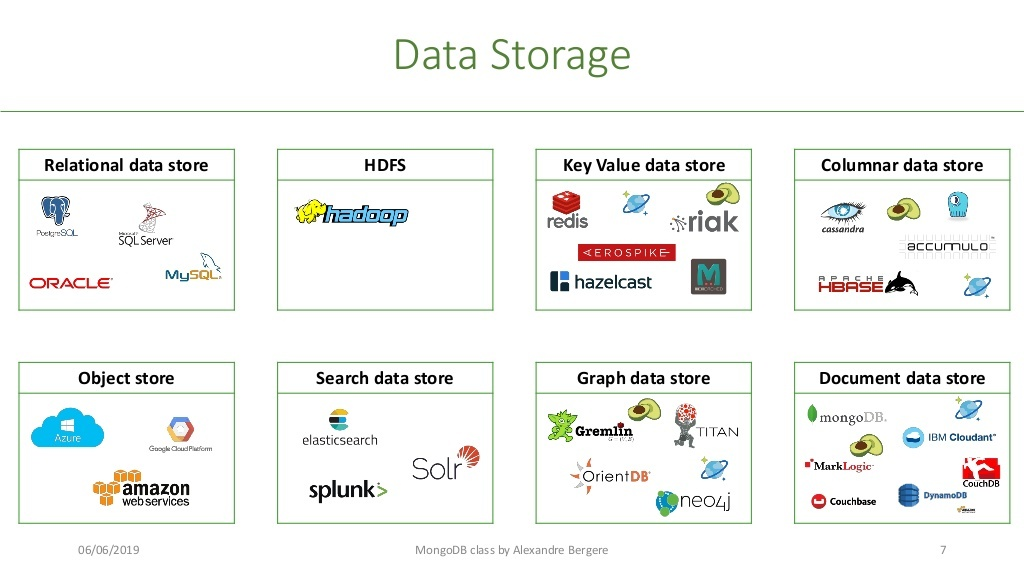 Data Storage
Relational data store
PostgreSQL
Microsoft
SQL Server
ORACLE
MySQL
HDFS
hadoop
Key Value data store
redis
riak
AEROSPIKE
hazelcast
M
MEMCACHED
Columnar data store
cassandra
accumulo
APACHE
HBASE
Object store
Azure
Google Cloud Platform
amazon
web services
Search data store
elasticsearch
Solr
splunk>
Graph data store
Gremlin
G = (V, E)
TITAN
OrientDB
neo4j
Document data store
mongoDB
IBM Cloudant
MarkLogic
CouchDB
Couchbase
DynamoDB
06/06/2019
MongoDB class by Alexandre Bergere
7